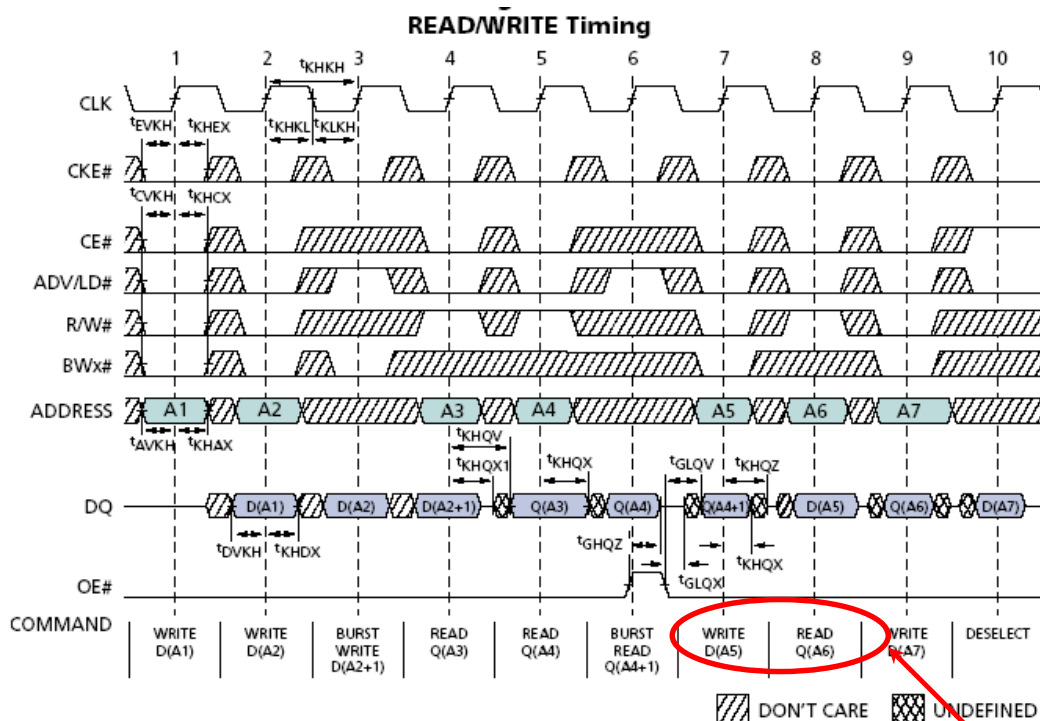 READ/WRITE Timing
1 2 3 4 5 6 7 8 9 10
tKHKH
CLK
tEVKH tKHEX tKHKL tKLKH
CKE#
tCVKH tKHCX
CE#
ADV/LD#
R/W#
BWx#
ADDRESS A1 A2 A3 A4 A5 A6 A7
tAVKH tKHAX tKHQV
tKHQX1 tKHQX tGLQV tKHQZ
DQ D(A1) D(A2) D(A2+1) Q(A3) Q(A4) Q(A4+1) D(A5) Q(A6) D(A7)
tDVKH tKHDX tGHQZ tKHQX
tGLQX
OE#
COMMAND
WRITE WRITE BURST READ READ BURST WRITE READ WRITE DESELECT
D(A1) D(A2) WRITE Q(A3) Q(A4) READ D(A5) Q(A6) D(A7)
D(A2+1) Q(A4+1)
DON'T CARE UNDEFINED